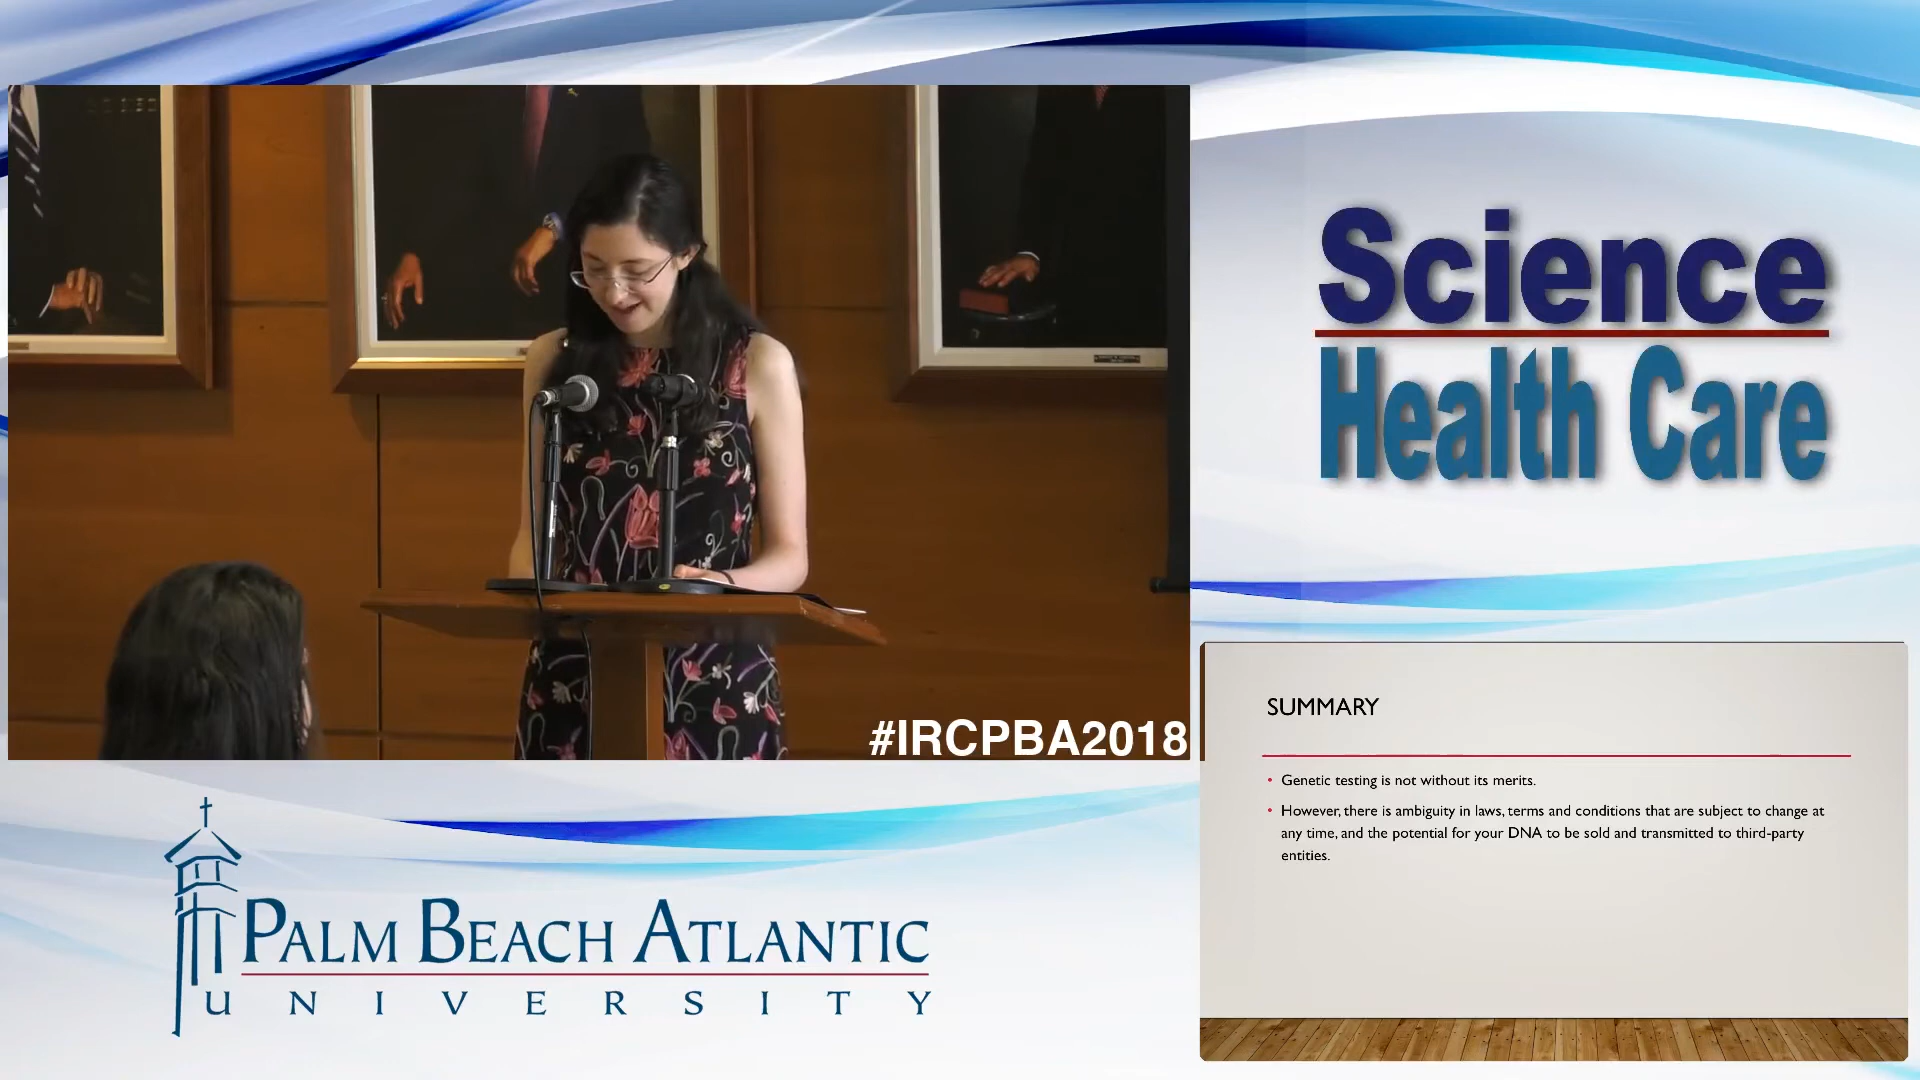 Science
Health Care
#IRCPBA2018
SUMMARY
• Genetic testing is not without its merits.
• However, there is ambiguity in laws, terms and conditions that are subject to change at
any time, and the potential for your DNA to be sold and transmitted to third-party
entities.
PALM BEACH ATLANTIC
UNIVERSITY